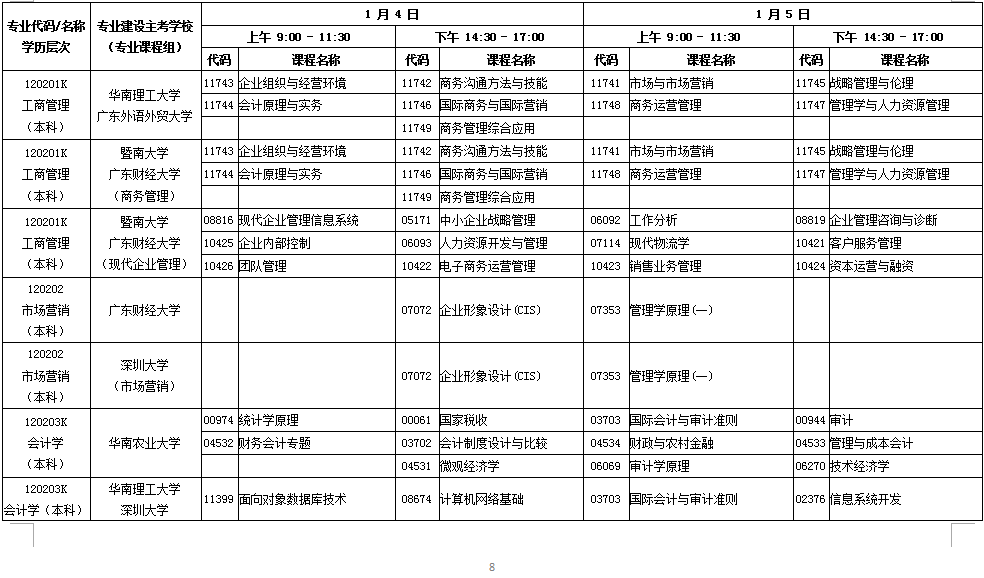 专业代码/名称 学历层次 专业建设主考学校 （专业课程组） 1 月 4 日 1 月 5 日
上午 9:00 - 11:30 下午 14:30 - 17:00 上午 9:00 - 11:30 下午 14:30 - 17:00
代码 课程名称 代码 课程名称 代码 课程名称 代码 课程名称
120201K 工商管理 （本科） 华南理工大学 广东外语外贸大学
11743 企业组织与经营环境 11742 商务沟通方法与技能 11741 市场与市场营销 11745 战略管理与伦理
11744 会计原理与实务 11746 国际商务与国际营销 11748 商务运营管理 11747 管理学与人力资源管理
11749 商务管理综合应用
120201K 工商管理 （本科） 暨南大学 广东财经大学 （商务管理）
11743 企业组织与经营环境 11742 商务沟通方法与技能 11741 市场与市场营销 11745 战略管理与伦理
11744 会计原理与实务 11746 国际商务与国际营销 11748 商务运营管理 11747 管理学与人力资源管理
11749 商务管理综合应用
120201K 工商管理 （本科） 暨南大学 广东财经大学 （现代企业管理）
08816 现代企业管理信息系统 05171 中小企业战略管理 06092 工作分析 08819 企业管理咨询与诊断
10425 企业内部控制 06093 人力资源开发与管理 07114 现代物流学 10421 客户服务管理
10426 团队管理 10422 电子商务运营管理 10423 销售业务管理 10424 资本运营与融资
120202 市场营销 （本科） 广东财经大学 07072 企业形象设计(CIS) 07353 管理学原理(一)
120202 市场营销 （本科） 深圳大学 （市场营销） 07072 企业形象设计(CIS) 07353 管理学原理(一)
120203K 会计学 （本科） 华南农业大学
00974 统计学原理 00061 国家税收 03703 国际会计与审计准则 00944 审计
04532 财务会计专题 03702 会计制度设计与比较 04534 财政与农村金融 04533 管理与成本会计
04531 微观经济学 06069 审计学原理 06270 技术经济学
120203K 会计学（本科） 华南理工大学 深圳大学 11399 面向对象数据库技术 08674 计算机网络基础 03703 国际会计与审计准则 02376 信息系统开发
8